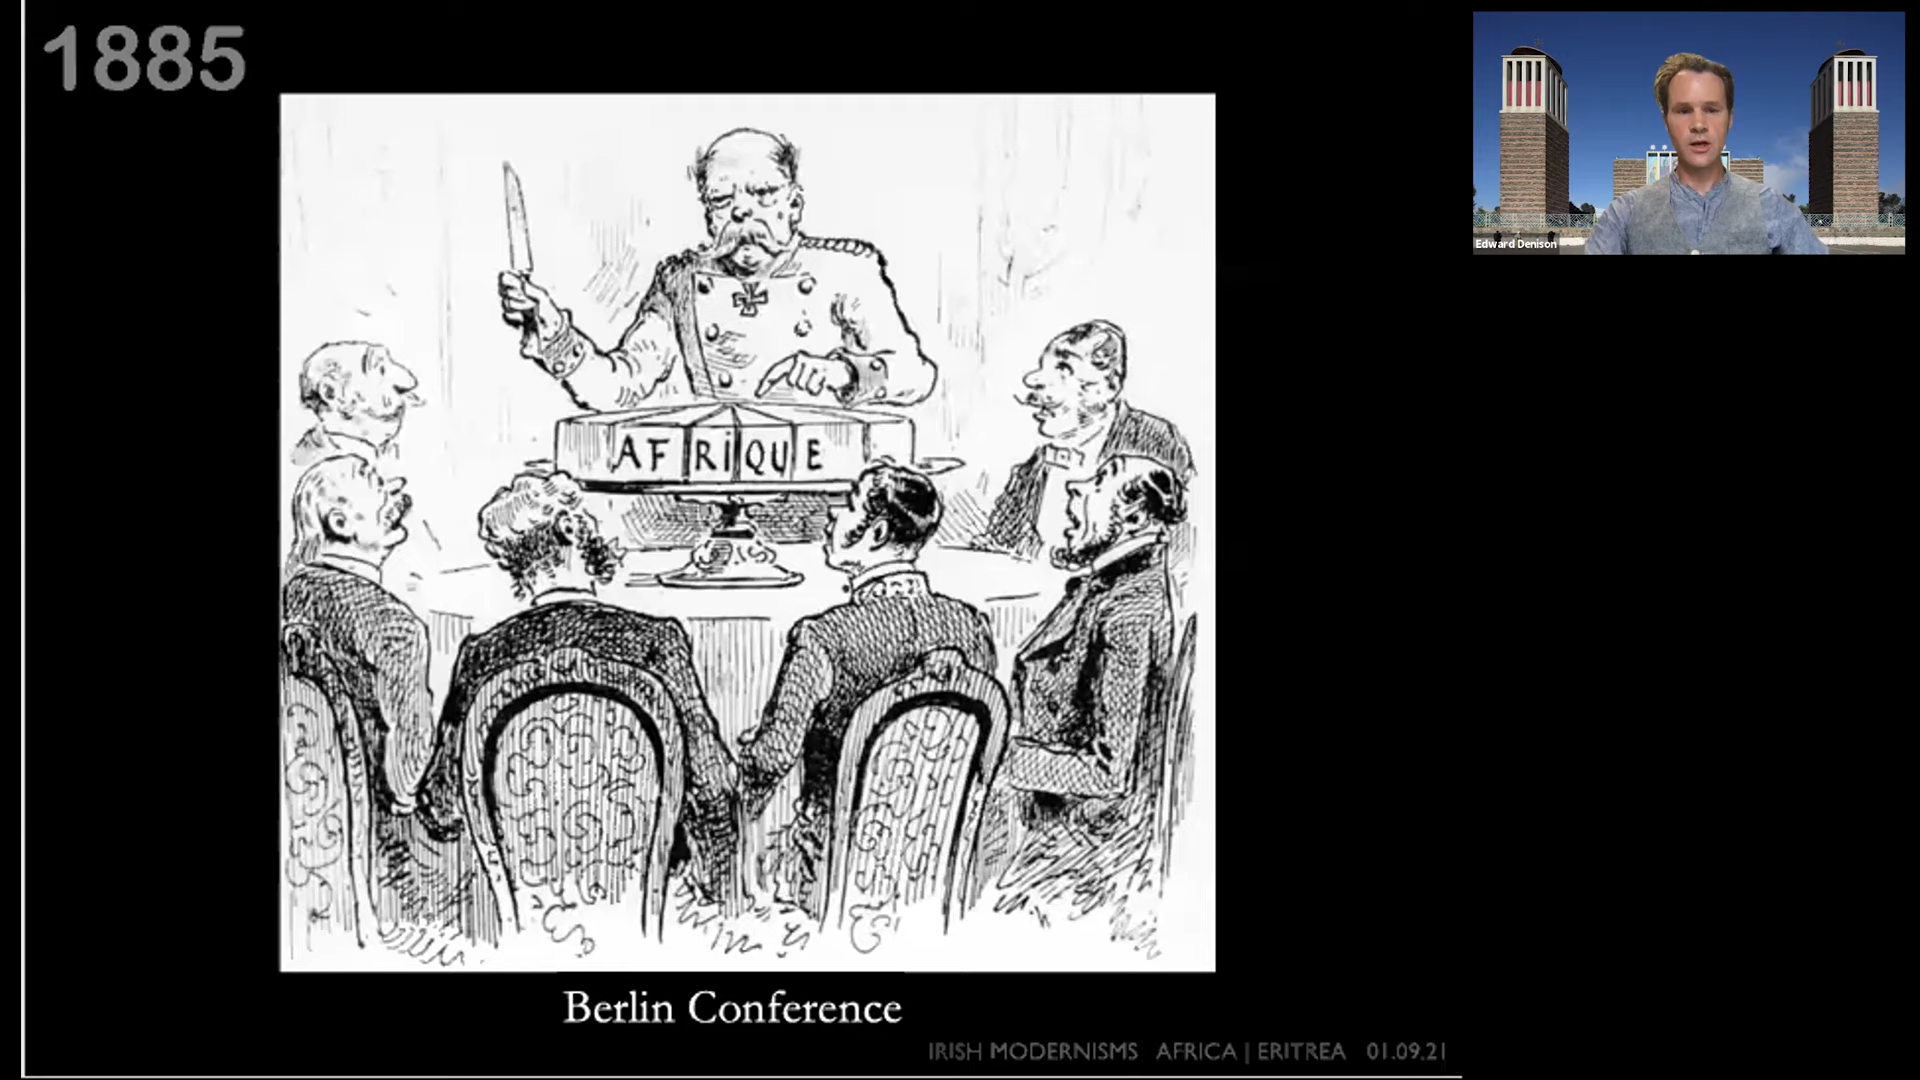 1885
Edward Denison
AFRIQUE
Berlin Conference
IRISH MODERNISMS AFRICA | ERITREA 01.09.21